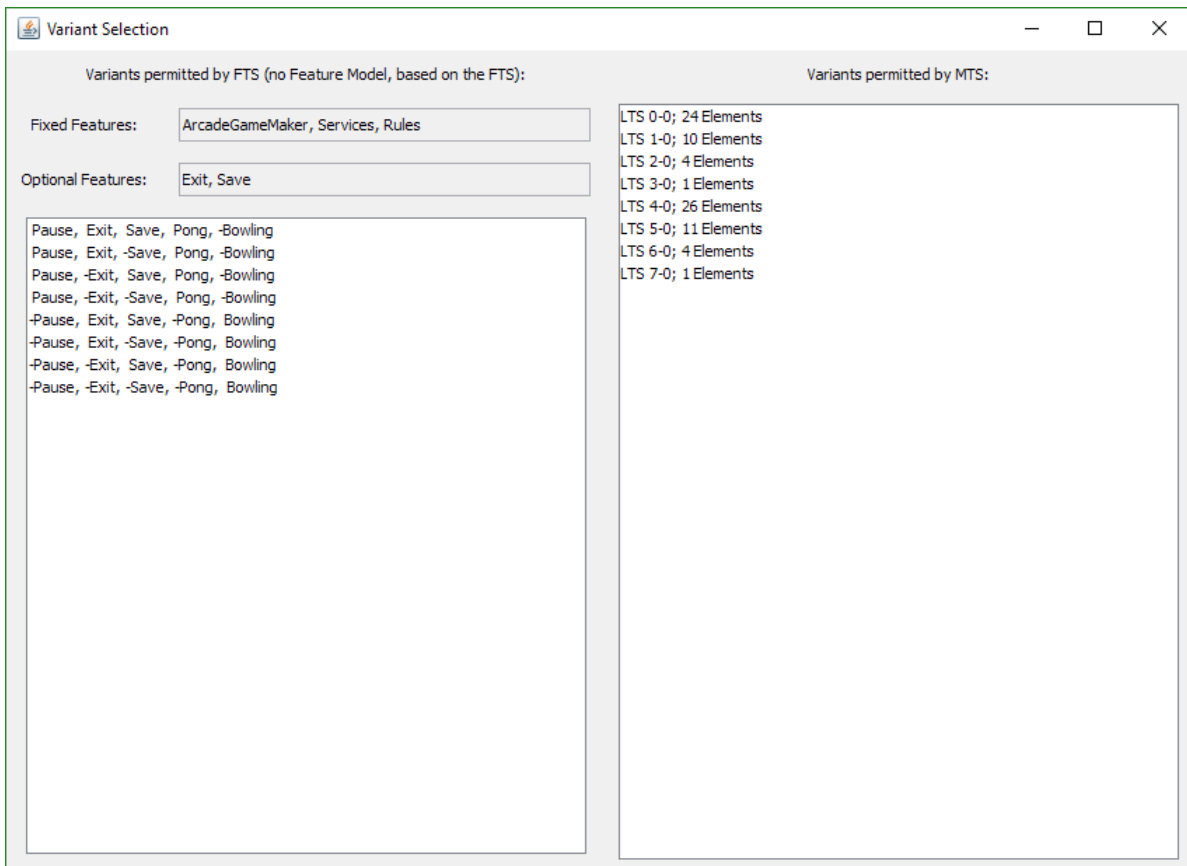 Variant Selection
Variants permitted by FTS (no Feature Model, based on the FTS):
Fixed Features: ArcadeGameMaker, Services, Rules
Optional Features: Exit, Save
Pause, Exit, Save, Pong, -Bowling
Pause, Exit, -Save, Pong, -Bowling
Pause, -Exit, Save, Pong, -Bowling
Pause, -Exit, -Save, Pong, -Bowling
-Pause, Exit, Save, -Pong, Bowling
-Pause, Exit, -Save, -Pong, Bowling
-Pause, -Exit, Save, -Pong, Bowling
-Pause, -Exit, -Save, -Pong, Bowling
Variants permitted by MTS:
LTS 0-0; 24 Elements
LTS 1-0; 10 Elements
LTS 2-0; 4 Elements
LTS 3-0; 1 Elements
LTS 4-0; 26 Elements
LTS 5-0; 11 Elements
LTS 6-0; 4 Elements
LTS 7-0; 1 Elements